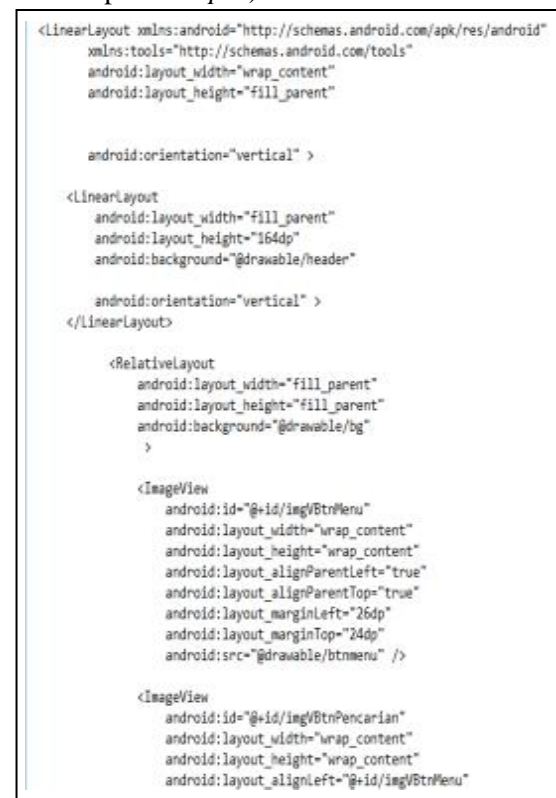 <LinearLayout xmlns:android="http://schemas.android.com/apk/res/android"
xmlns:tools="http://schemas.android.com/tools"
android:layout_width="wrap_content"
android:layout_height="fill_parent"
android:orientation="vertical" >
<LinearLayout
android:layout_width="fill_parent"
android:layout_height="164dp"
android:background="@drawable/header"
android:orientation="vertical" >
</LinearLayout>
<RelativeLayout
android:layout_width="fill_parent"
android:layout_height="fill_parent"
android:background="@drawable/bg"
>
<ImageView
android:id="@+id/imgVBtnMenu"
android:layout_width="wrap_content"
android:layout_height="wrap_content"
android:layout_alignParentLeft="true"
android:layout_alignParentTop="true"
android:layout_marginLeft="26dp"
android:layout_marginTop="24dp"
android:src="@drawable/btnmenu" />
<ImageView
android:id="@+id/imgVBtnPencarian"
android:layout_width="wrap_content"
android:layout_height="wrap_content"
android:layout_alignLeft="@+id/imgVBtnMenu"